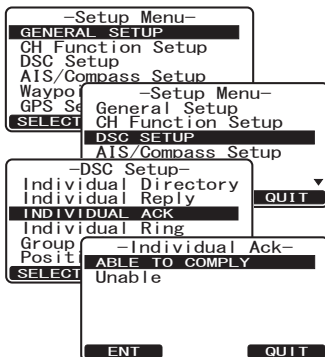 –Setup Menu–
GENERAL SETUP
CH Function Setup
DSC Setup
AIS/Compass Setup
Waypoi
GPS Se
SELECT
–Setup Menu–
General Setup
CH Function Setup
DSC SETUP
AIS/Compass Setup
QUIT
–DSC Setup–
Individual Directory
Individual Reply
INDIVIDUAL ACK
Individual Ring
Group
Positi
SELECT
–Individual Ack–
ABLE TO COMPLY
Unable
ENT QUIT